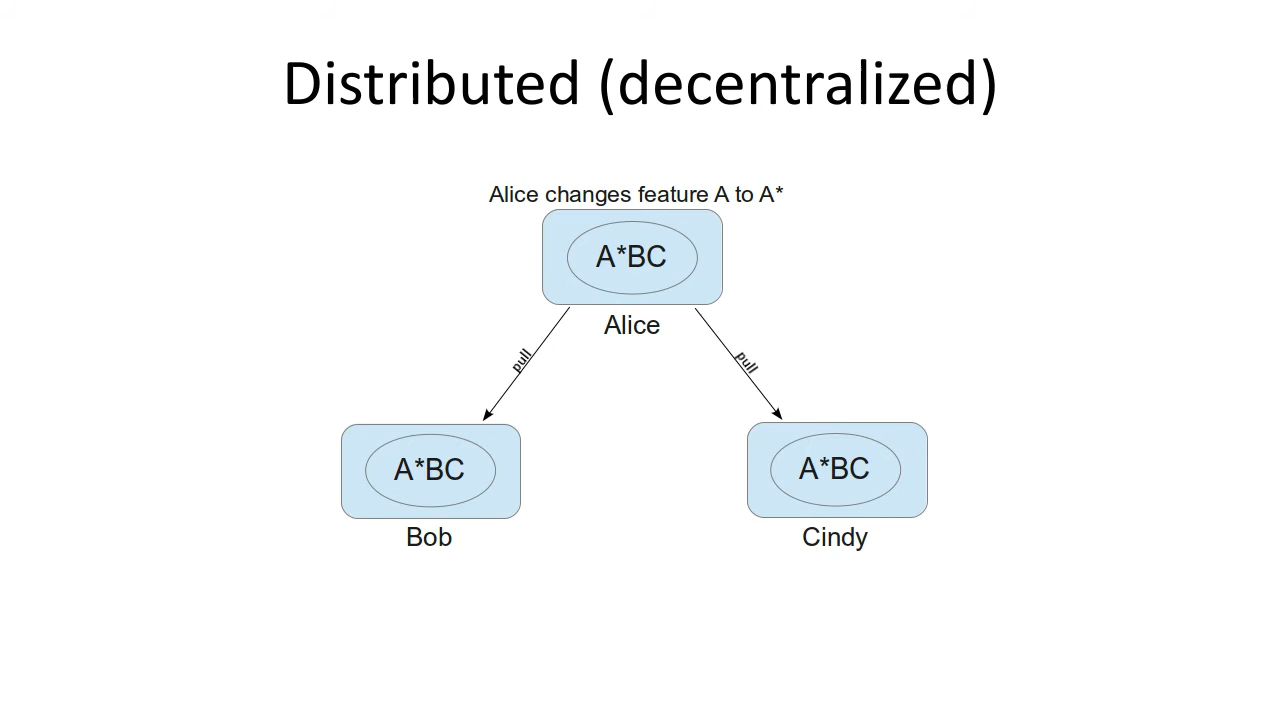 Distributed (decentralized)
Alice changes feature A to A*
A*BC
Alice
pull
pull
A*BC
A*BC
Bob
Cindy